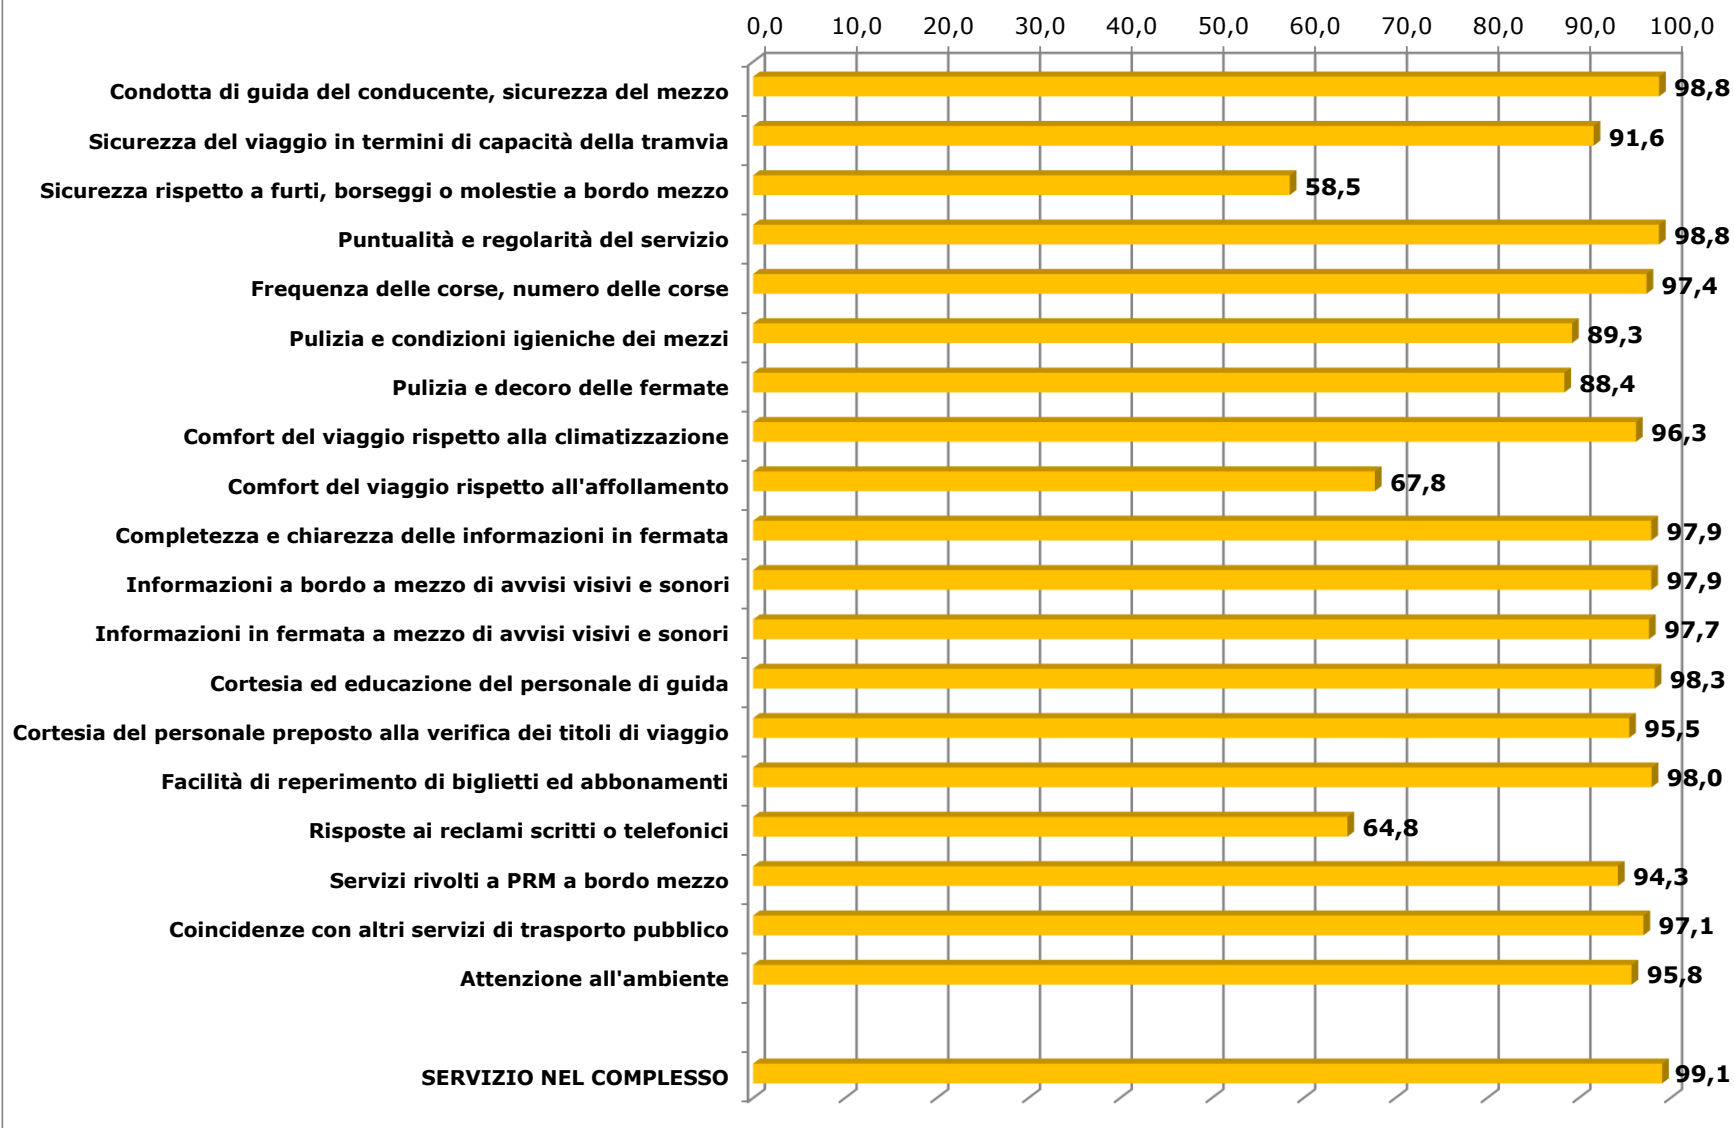 0,0 10,0 20,0 30,0 40,0 50,0 60,0 70,0 80,0 90,0 100,0
Condotta di guida del conducente, sicurezza del mezzo 98,8
Sicurezza del viaggio in termini di capacità della tramvia 91,6
Sicurezza rispetto a furti, borseggi o molestie a bordo mezzo 58,5
Puntualità e regolarità del servizio 98,8
Frequenza delle corse, numero delle corse 97,4
Pulizia e condizioni igieniche dei mezzi 89,3
Pulizia e decoro delle fermate 88,4
Comfort del viaggio rispetto alla climatizzazione 96,3
Comfort del viaggio rispetto all'affollamento 67,8
Completezza e chiarezza delle informazioni in fermata 97,9
Informazioni a bordo a mezzo di avvisi visivi e sonori 97,9
Informazioni in fermata a mezzo di avvisi visivi e sonori 97,7
Cortesia ed educazione del personale di guida 98,3
Cortesia del personale preposto alla verifica dei titoli di viaggio 95,5
Facilità di reperimento di biglietti ed abbonamenti 98,0
Risposte ai reclami scritti o telefonici 64,8
Servizi rivolti a PRM a bordo mezzo 94,3
Coincidenze con altri servizi di trasporto pubblico 97,1
Attenzione all'ambiente 95,8
SERVIZIO NEL COMPLESSO 99,1